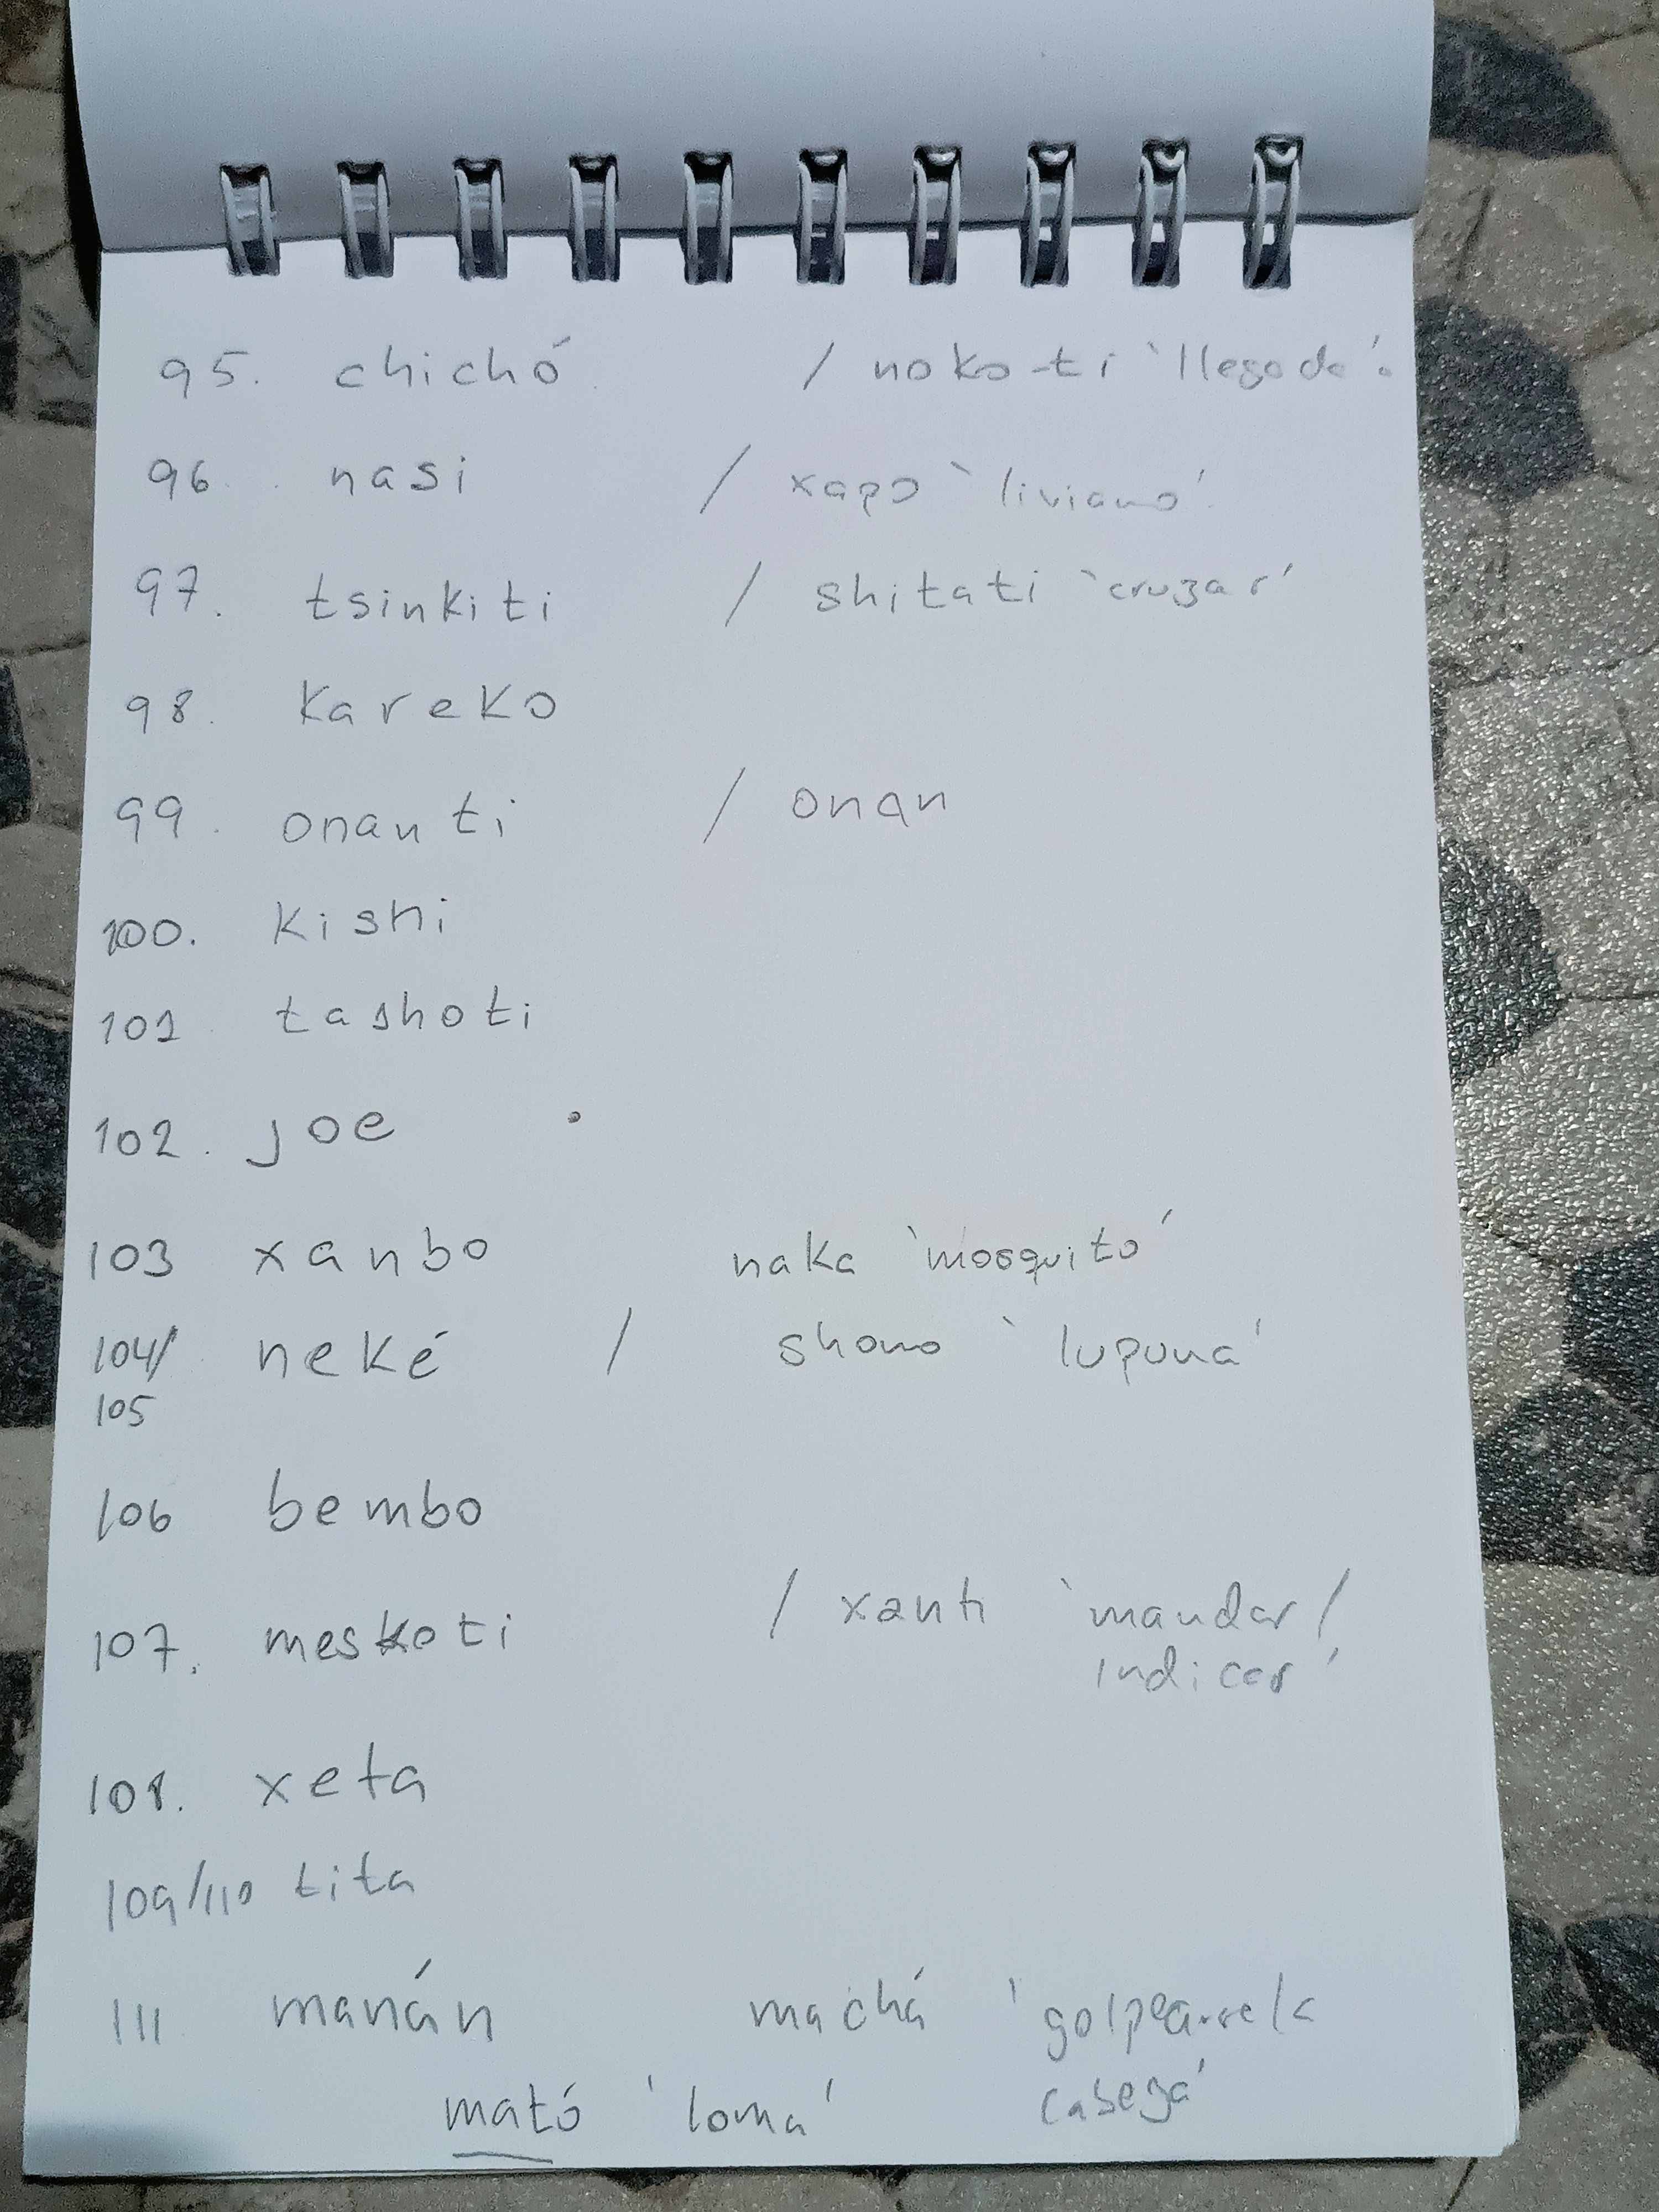 95. chichó / noko-ti 'llegada'.
96. nasi / xapo 'liviano'.
97. tsinkiti / shitati 'cruzar'
98. kareko
99. onanti / onan
100. kishi
101 tashoti
102. joe
103 xanbo naka 'mosquito'
104/ neké / shono 'lupuna'
105
106 bembo
107. meskoti / xanti 'mandar/
indicar'
108. xeta
109/110 tita
111 manán machá 'golpearse la
mató 'loma' cabeza'